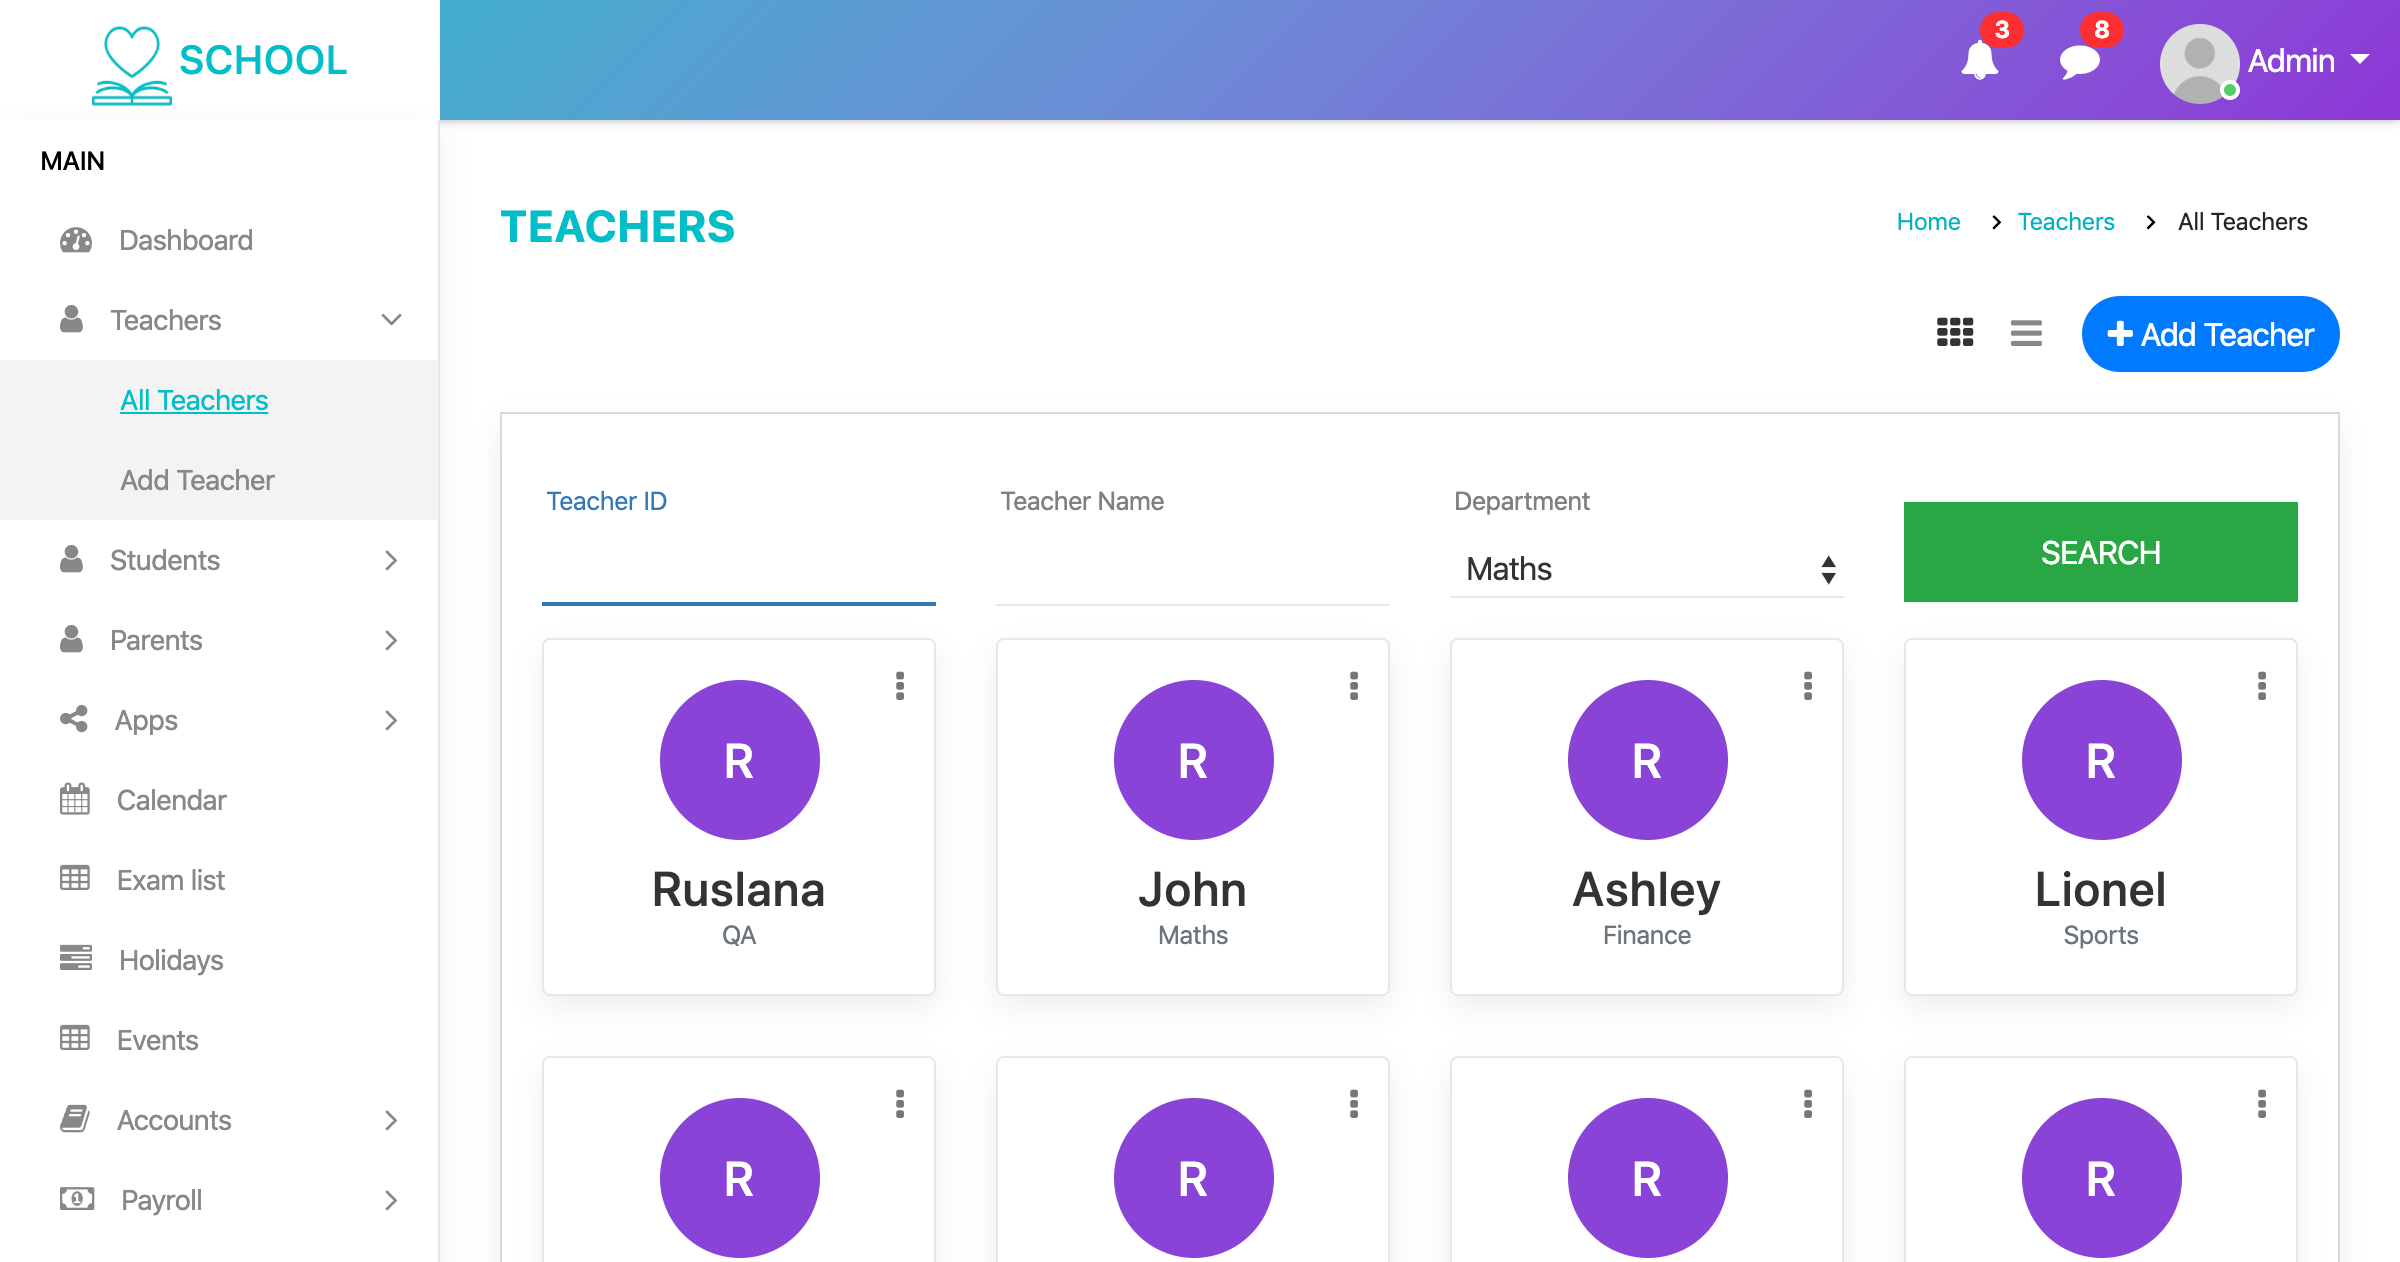 SCHOOL
3
8
Admin
MAIN
Dashboard
Teachers
All Teachers
Add Teacher
Students
Parents
Apps
Calendar
Exam list
Holidays
Events
Accounts
Payroll
TEACHERS
Home > Teachers > All Teachers
Add Teacher
Teacher ID
Teacher Name
Department
Maths
SEARCH
R
Ruslana
QA
R
John
Maths
R
Ashley
Finance
R
Lionel
Sports
R
R
R
R